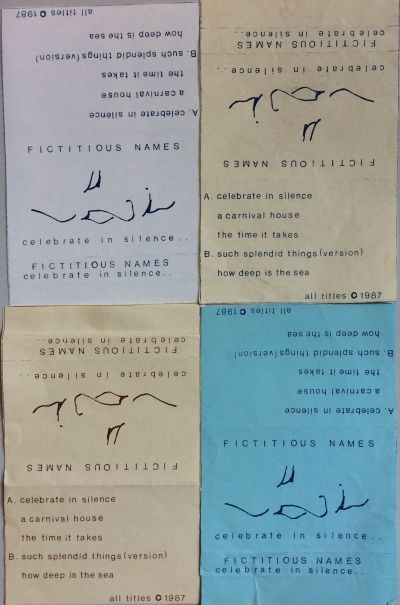 FICTITIOUS NAMES
celebrate in silence..
FICTITIOUS NAMES
celebrate in silence..
A. celebrate in silence
a carnival house
the time it takes
B. such splendid things (version)
how deep is the sea
all titles © 1987
FICTITIOUS NAMES
celebrate in silence..
FICTITIOUS NAMES
celebrate in silence..
A. celebrate in silence
a carnival house
the time it takes
B. such splendid things (version)
how deep is the sea
all titles © 1987
FICTITIOUS NAMES
celebrate in silence..
FICTITIOUS NAMES
celebrate in silence..
A. celebrate in silence
a carnival house
the time it takes
B. such splendid things (version)
how deep is the sea
all titles © 1987
FICTITIOUS NAMES
celebrate in silence..
FICTITIOUS NAMES
celebrate in silence..
A. celebrate in silence
a carnival house
the time it takes
B. such splendid things (version)
how deep is the sea
all titles © 1987